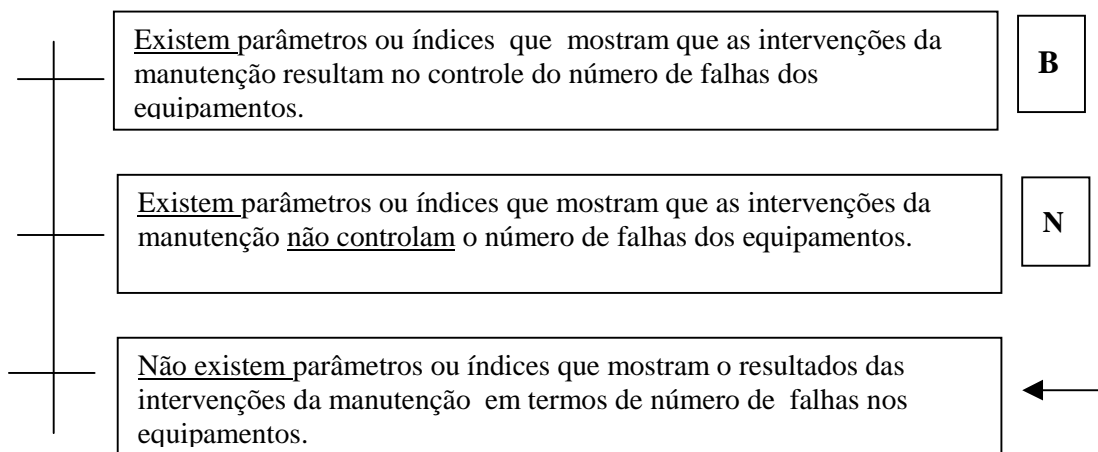 Existem parâmetros ou índices que mostram que as intervenções da
manutenção resultam no controle do número de falhas dos
equipamentos.
B
Existem parâmetros ou índices que mostram que as intervenções da
manutenção não controlam o número de falhas dos equipamentos.
N
Não existem parâmetros ou índices que mostram o resultados das
intervenções da manutenção em termos de número de falhas nos
equipamentos.